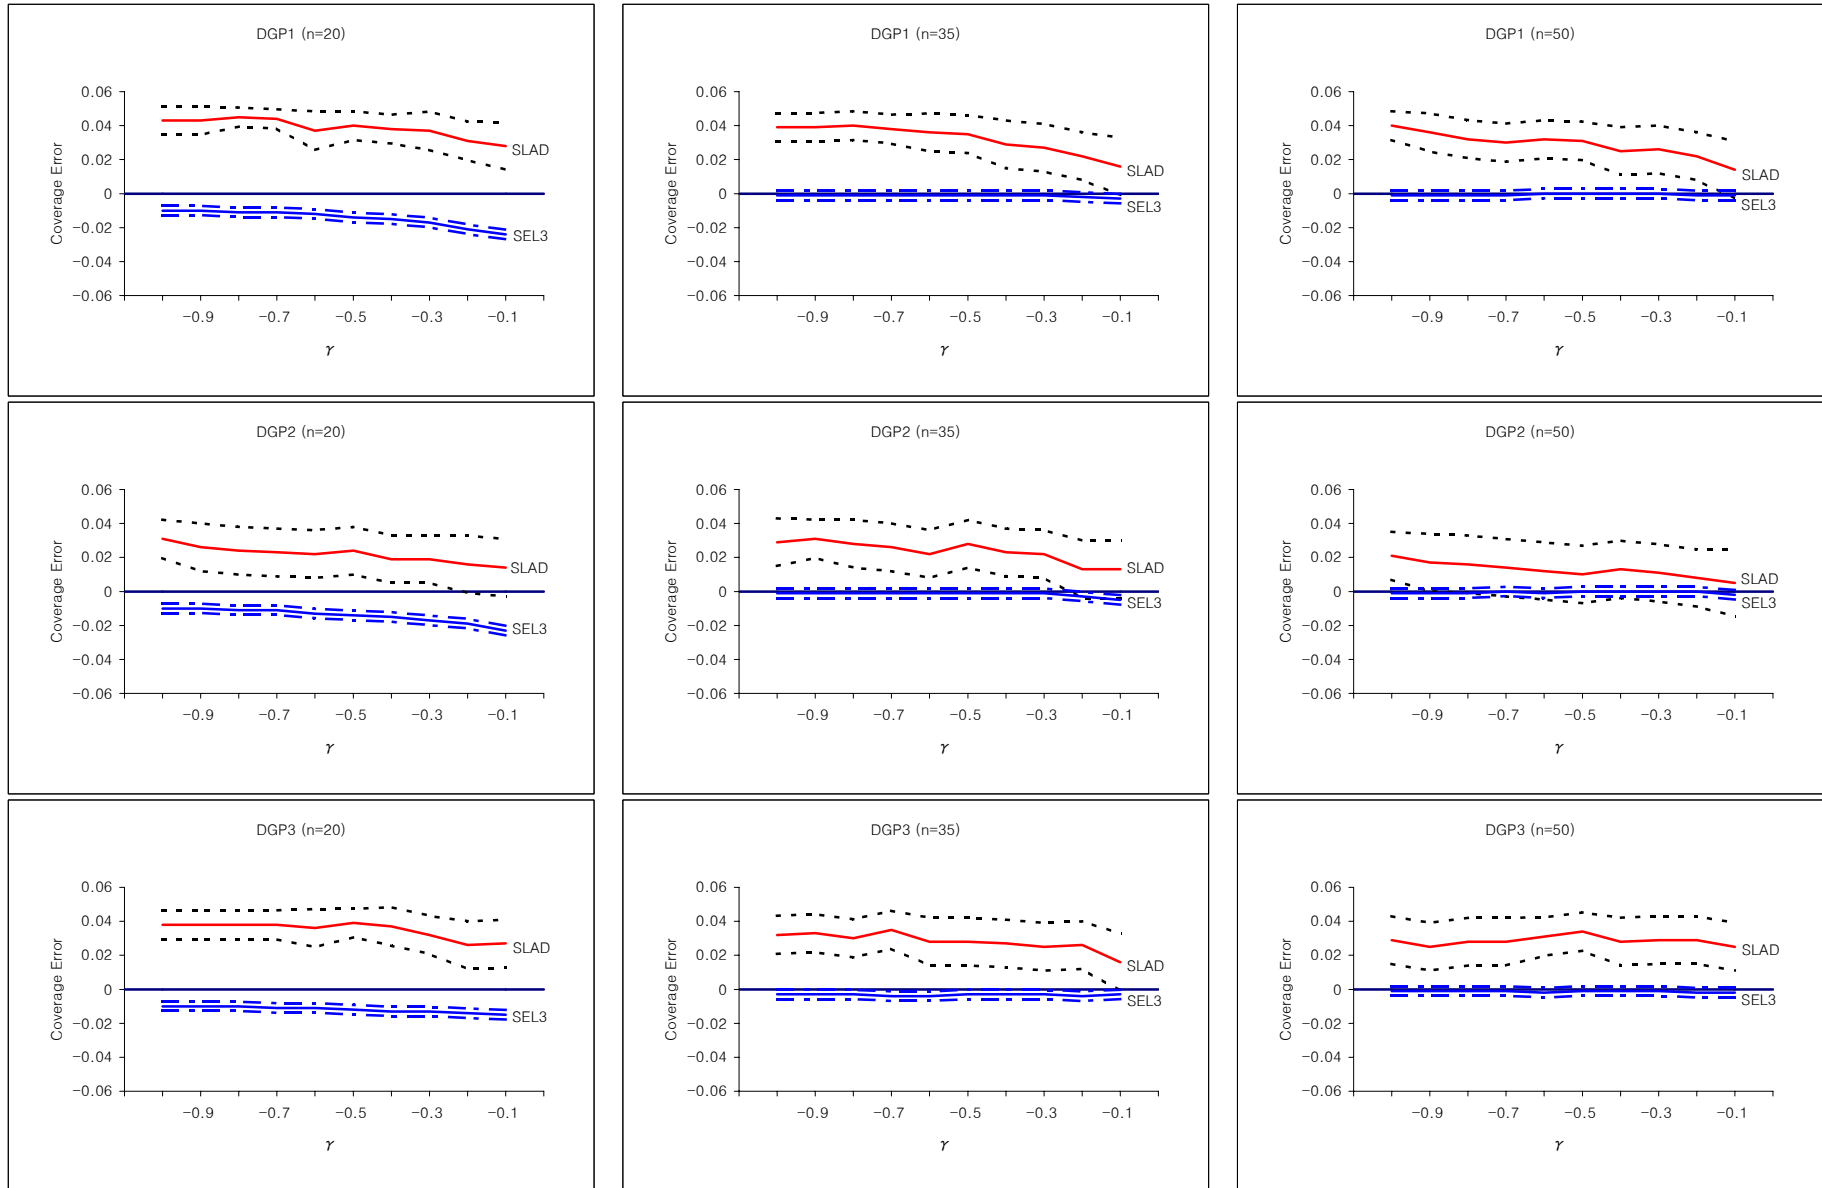 DGP1 (n=20)
Coverage Error
0.06
0.04
0.02
0
−0.02
−0.04
−0.06
SLAD
SEL3
−0.9 −0.7 −0.5 −0.3 −0.1
γ
DGP1 (n=35)
Coverage Error
0.06
0.04
0.02
0
−0.02
−0.04
−0.06
SLAD
SEL3
−0.9 −0.7 −0.5 −0.3 −0.1
γ
DGP1 (n=50)
Coverage Error
0.06
0.04
0.02
0
−0.02
−0.04
−0.06
SLAD
SEL3
−0.9 −0.7 −0.5 −0.3 −0.1
γ
DGP2 (n=20)
Coverage Error
0.06
0.04
0.02
0
−0.02
−0.04
−0.06
SLAD
SEL3
−0.9 −0.7 −0.5 −0.3 −0.1
γ
DGP2 (n=35)
Coverage Error
0.06
0.04
0.02
0
−0.02
−0.04
−0.06
SLAD
SEL3
−0.9 −0.7 −0.5 −0.3 −0.1
γ
DGP2 (n=50)
Coverage Error
0.06
0.04
0.02
0
−0.02
−0.04
−0.06
SLAD
SEL3
−0.9 −0.7 −0.5 −0.3 −0.1
γ
DGP3 (n=20)
Coverage Error
0.06
0.04
0.02
0
−0.02
−0.04
−0.06
SLAD
SEL3
−0.9 −0.7 −0.5 −0.3 −0.1
γ
DGP3 (n=35)
Coverage Error
0.06
0.04
0.02
0
−0.02
−0.04
−0.06
SLAD
SEL3
−0.9 −0.7 −0.5 −0.3 −0.1
γ
DGP3 (n=50)
Coverage Error
0.06
0.04
0.02
0
−0.02
−0.04
−0.06
SLAD
SEL3
−0.9 −0.7 −0.5 −0.3 −0.1
γ